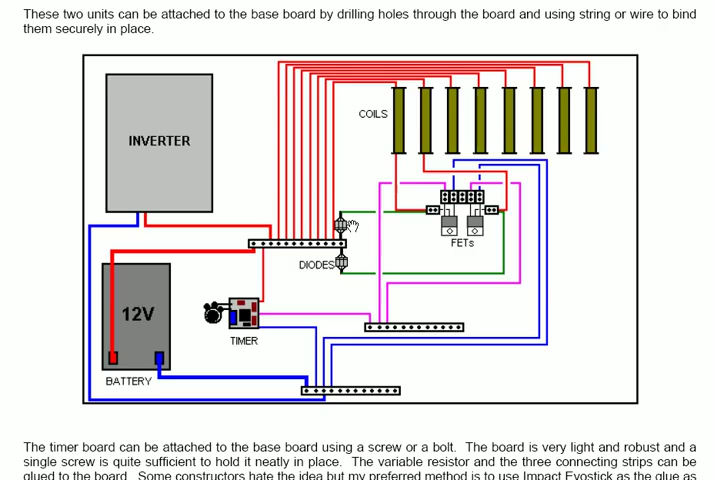 These two units can be attached to the base board by drilling holes through the board and using string or wire to bind
them securely in place.
COILS
INVERTER
FETs
DIODES
12V
TIMER
BATTERY
The timer board can be attached to the base board using a screw or a bolt. The board is very light and robust and a
single screw is quite sufficient to hold it neatly in place. The variable resistor and the three connecting strips can be
glued to the board. Some constructors hate the idea but my preferred method is to use Impact Evostick as the glue as